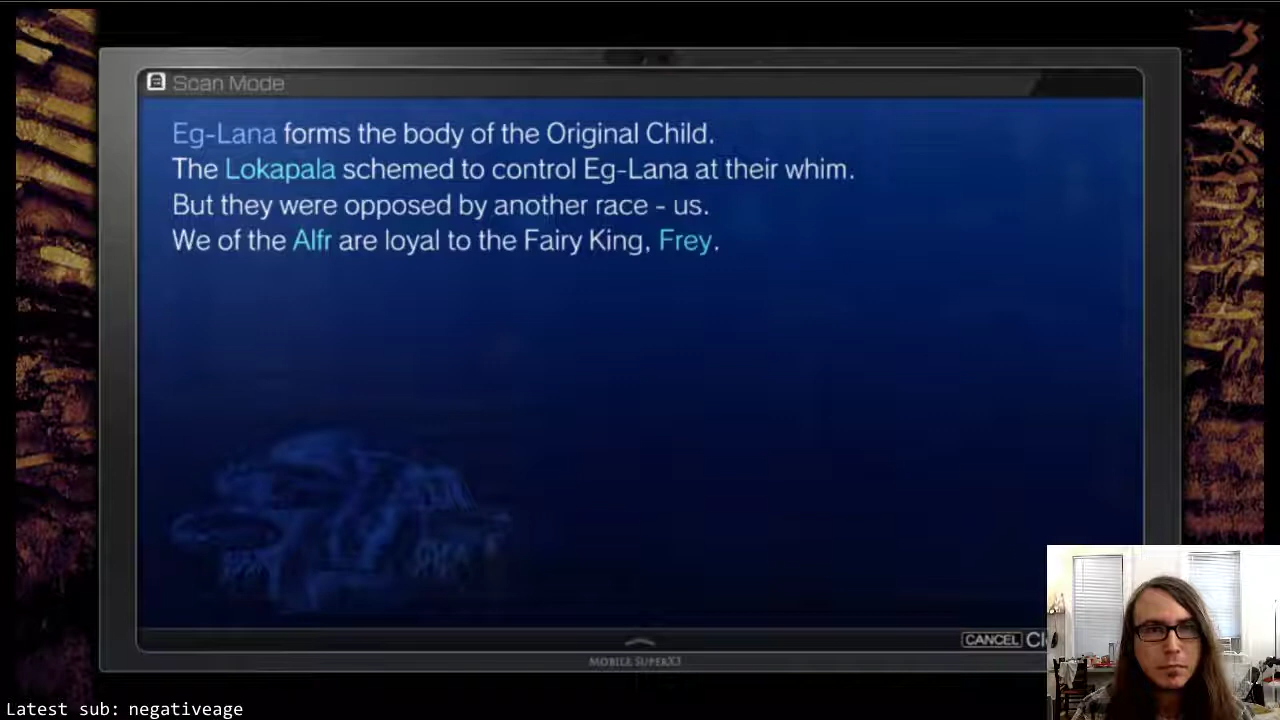 Scan Mode
Eg-Lana forms the body of the Original Child.
The Lokapala schemed to control Eg-Lana at their whim.
But they were opposed by another race - us.
We of the Alfr are loyal to the Fairy King, Frey.
CANCEL Cl
MOBILE SUPERX3
Latest sub: negativeage